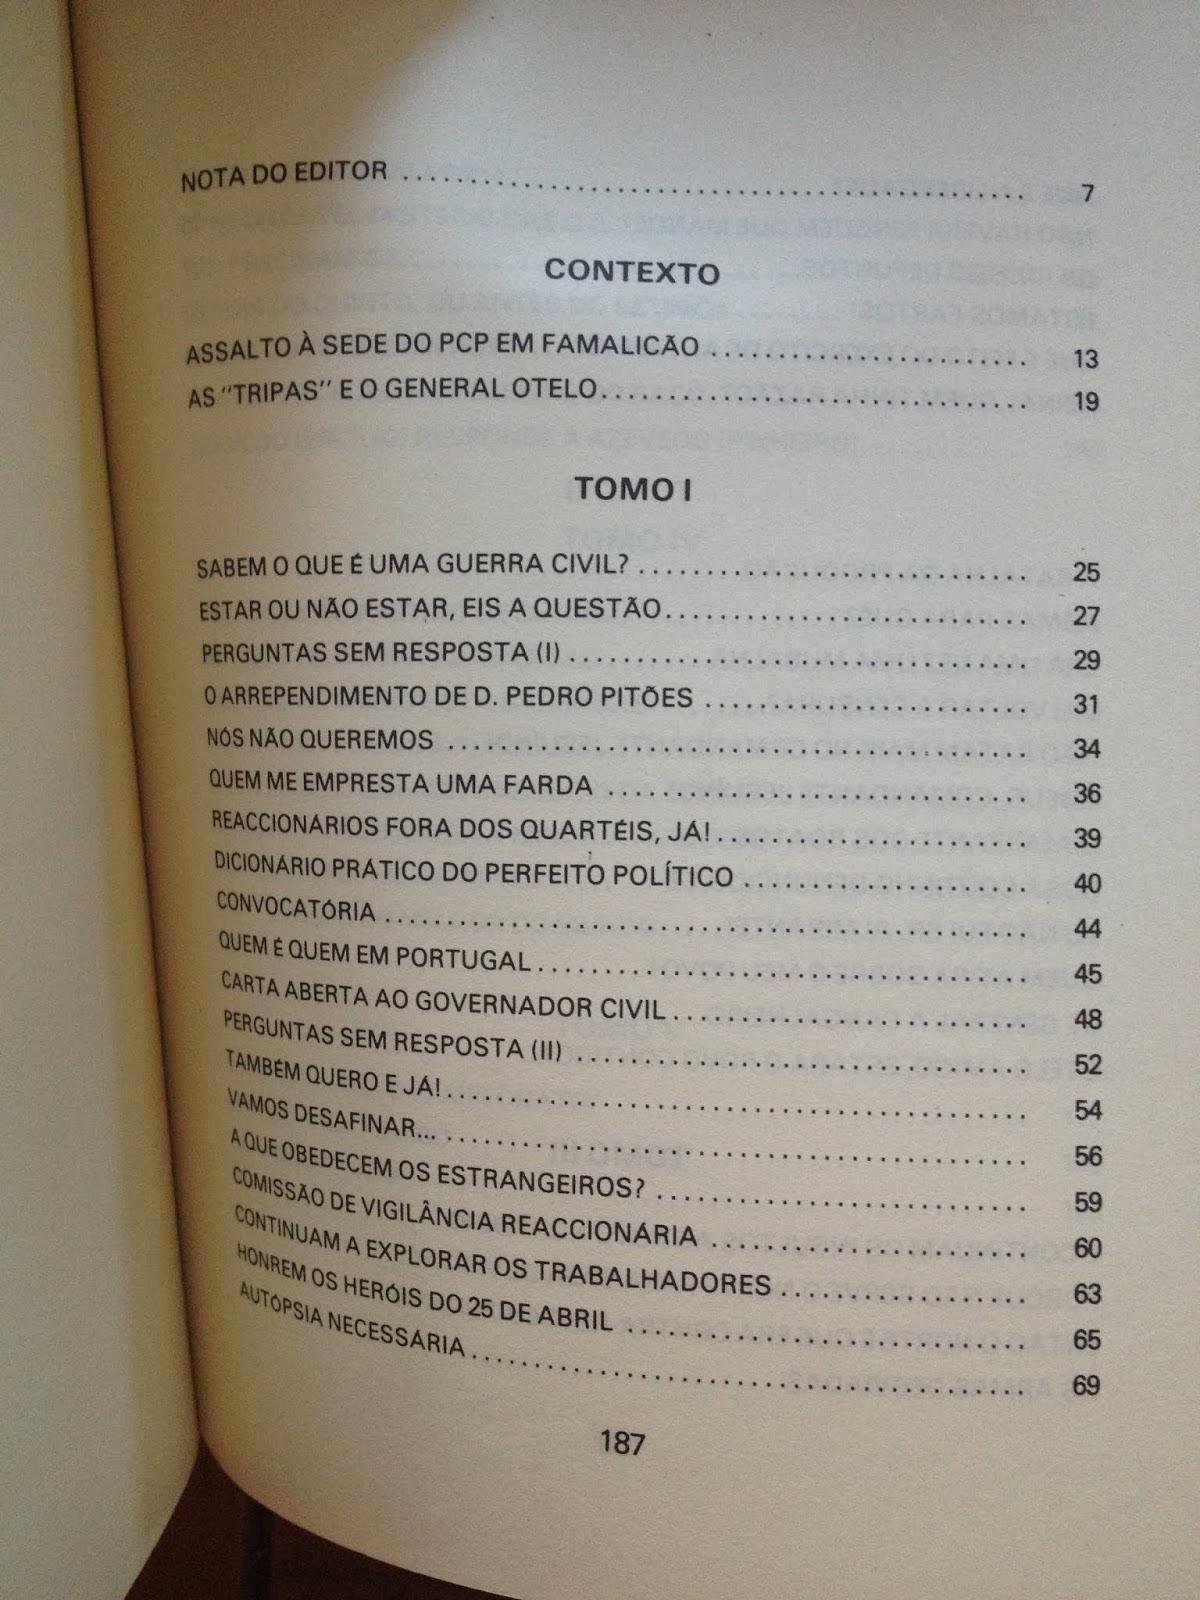 NOTA DO EDITOR ........ 7
CONTEXTO
ASSALTO À SEDE DO PCP EM FAMALICÃO ........ 13
AS "TRIPAS" E O GENERAL OTELO ........ 19
TOMO I
SABEM O QUE É UMA GUERRA CIVIL? ........ 25
ESTAR OU NÃO ESTAR, EIS A QUESTÃO ........ 27
PERGUNTAS SEM RESPOSTA (I) ........ 29
O ARREPENDIMENTO DE D. PEDRO PITÕES ........ 31
NÓS NÃO QUEREMOS ........ 34
QUEM ME EMPRESTA UMA FARDA ........ 36
REACCIONÁRIOS FORA DOS QUARTÉIS, JÁ! ........ 39
DICIONÁRIO PRÁTICO DO PERFEITO POLÍTICO ........ 40
CONVOCATÓRIA ........ 44
QUEM É QUEM EM PORTUGAL ........ 45
CARTA ABERTA AO GOVERNADOR CIVIL ........ 48
PERGUNTAS SEM RESPOSTA (II) ........ 52
TAMBÉM QUERO E JÁ! ........ 54
VAMOS DESAFINAR... ........ 56
A QUE OBEDECEM OS ESTRANGEIROS? ........ 59
COMISSÃO DE VIGILÂNCIA REACCIONÁRIA ........ 60
CONTINUAM A EXPLORAR OS TRABALHADORES ........ 63
HONREM OS HERÓIS DO 25 DE ABRIL ........ 65
AUTÓPSIA NECESSÁRIA ........ 69
187